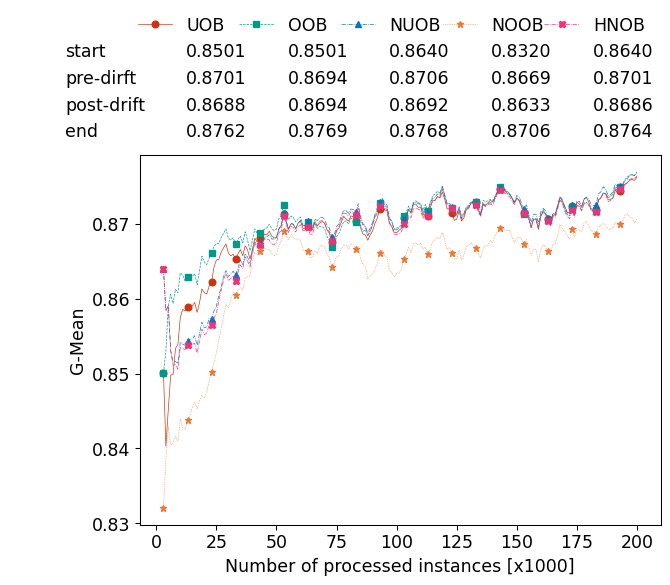 UOB OOB NUOB NOOB HNOB
start 0.8501 0.8501 0.8640 0.8320 0.8640
pre-dirft 0.8701 0.8694 0.8706 0.8669 0.8701
post-drift 0.8688 0.8694 0.8692 0.8633 0.8686
end 0.8762 0.8769 0.8768 0.8706 0.8764
0.87
0.86
0.85
0.84
0.83
G-Mean
0 25 50 75 100 125 150 175 200
Number of processed instances [x1000]